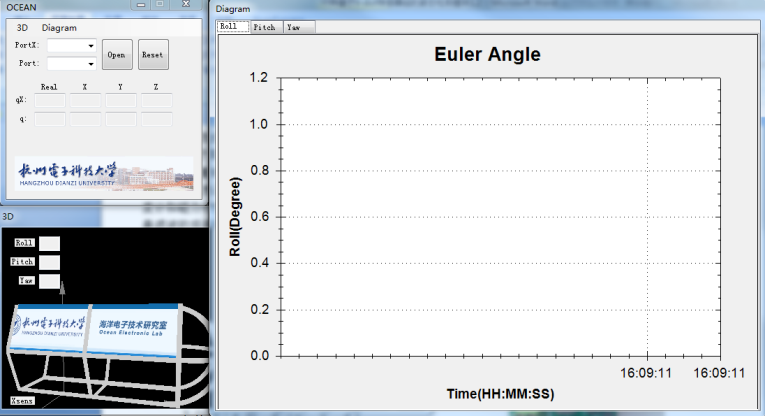 OCEAN
3D Diagram
PortX:
Open
Reset
Port:
Real X Y Z
qX:
q:
杭州电子科技大学
HANGZHOU DIANZI UNIVERSITY
3D
Roll
Pitch
Yaw
杭州电子科技大学
HANGZHOU DIANZI UNIVERSITY
海洋电子技术研究室
Ocean Electronic Lab
Xsens
Diagram
Roll Pitch Yaw
Euler Angle
1.2
1.0
0.8
0.6
0.4
0.2
0.0
Roll(Degree)
16:09:11 16:09:11
Time(HH:MM:SS)